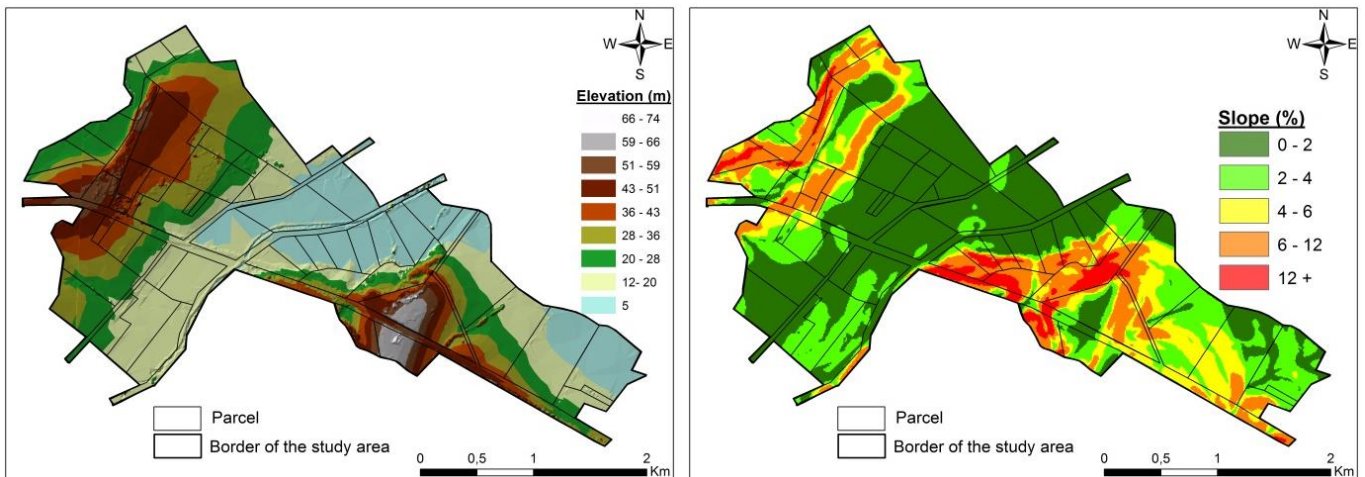 N
W E
S
Elevation (m)
66 - 74
59 - 66
51 - 59
43 - 51
36 - 43
28 - 36
20 - 28
12- 20
5
Parcel
Border of the study area
0 0,5 1 2
Km
N
W E
S
Slope (%)
0 - 2
2 - 4
4 - 6
6 - 12
12 +
Parcel
Border of the study area
0 0,5 1 2
Km